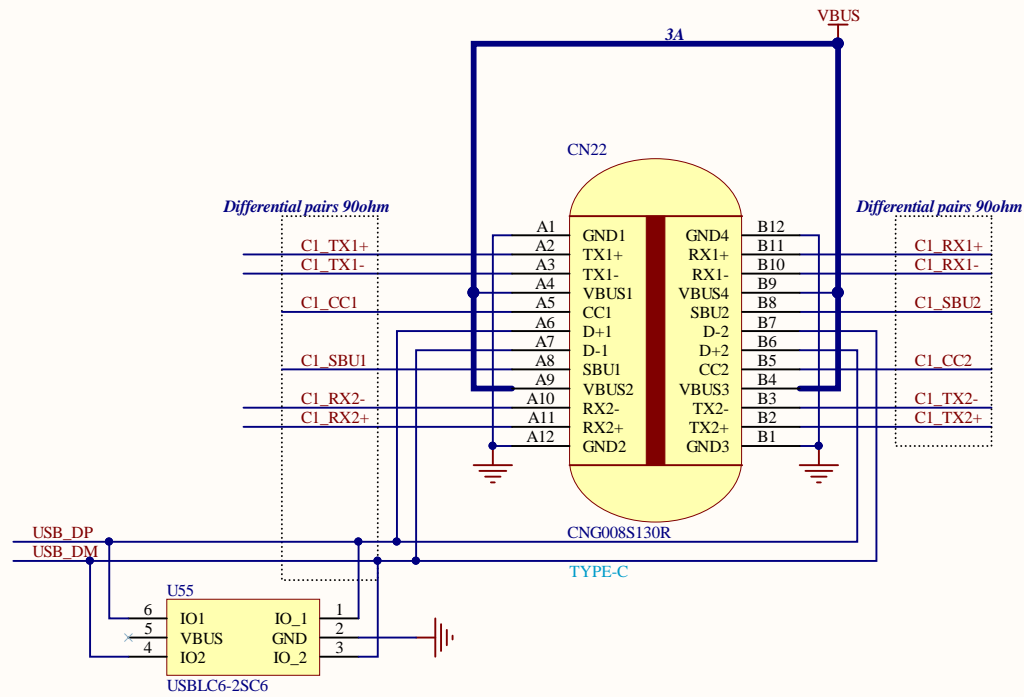 VBUS
3A
CN22
Differential pairs 90ohm
Differential pairs 90ohm
A1 GND1 GND4 B12
C1_TX1+ A2 TX1+ RX1+ B11 C1_RX1+
C1_TX1- A3 TX1- RX1- B10 C1_RX1-
A4 VBUS1 VBUS4 B9
C1_CC1 A5 CC1 SBU2 B8 C1_SBU2
A6 D+1 D-2 B7
A7 D-1 D+2 B6
C1_SBU1 A8 SBU1 CC2 B5 C1_CC2
A9 VBUS2 VBUS3 B4
C1_RX2- A10 RX2- TX2- B3 C1_TX2-
C1_RX2+ A11 RX2+ TX2+ B2 C1_TX2+
A12 GND2 GND3 B1
USB_DP CNG008S130R
USB_DM
TYPE-C
U55
6 IO1 IO_1 1
5 VBUS GND 2
4 IO2 IO_2 3
USBLC6-2SC6